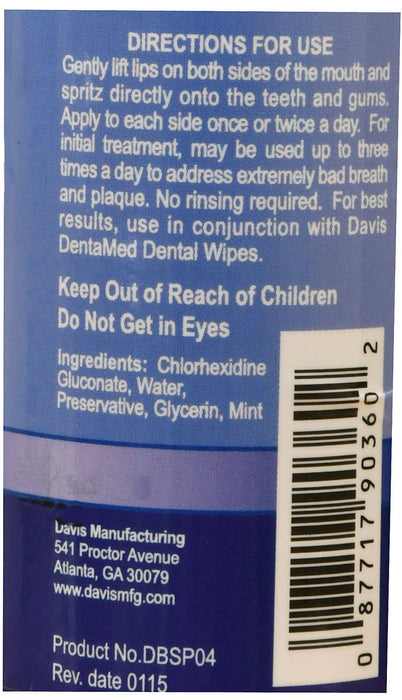 DIRECTIONS FOR USE
Gently lift lips on both sides of the mouth and
spritz directly onto the teeth and gums.
Apply to each side once or twice a day. For
initial treatment, may be used up to three
times a day to address extremely bad breath
and plaque. No rinsing required. For best
results, use in conjunction with Davis
DentaMed Dental Wipes.
Keep Out of Reach of Children
Do Not Get in Eyes
Ingredients: Chlorhexidine
Gluconate, Water,
Preservative, Glycerin, Mint
Davis Manufacturing
541 Proctor Avenue
Atlanta, GA 30079
www.davismfg.com
Product No.DBSP04
Rev. date 0115
0 87717 90360 2